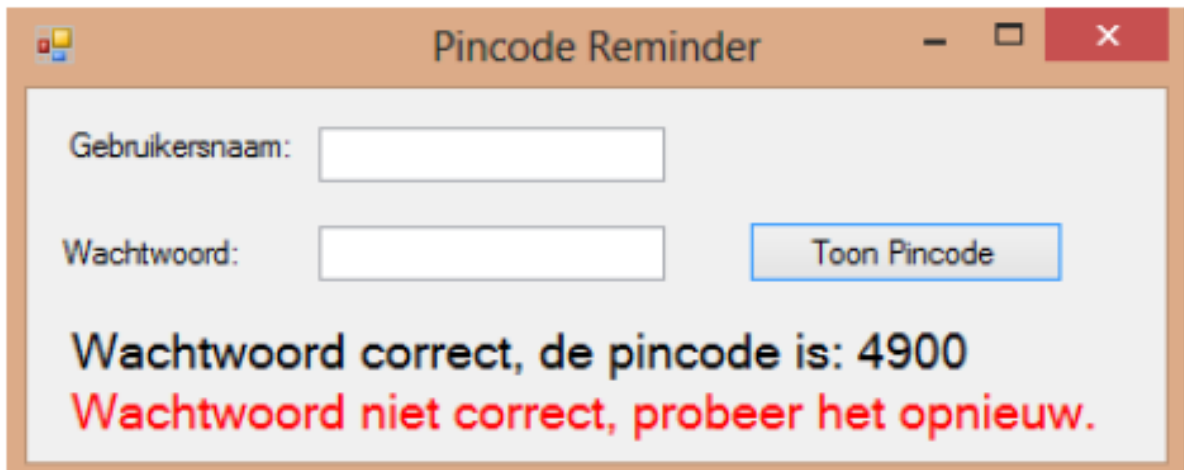 Pincode Reminder
Gebruikersnaam:
Wachtwoord:
Toon Pincode
Wachtwoord correct, de pincode is: 4900
Wachtwoord niet correct, probeer het opnieuw.